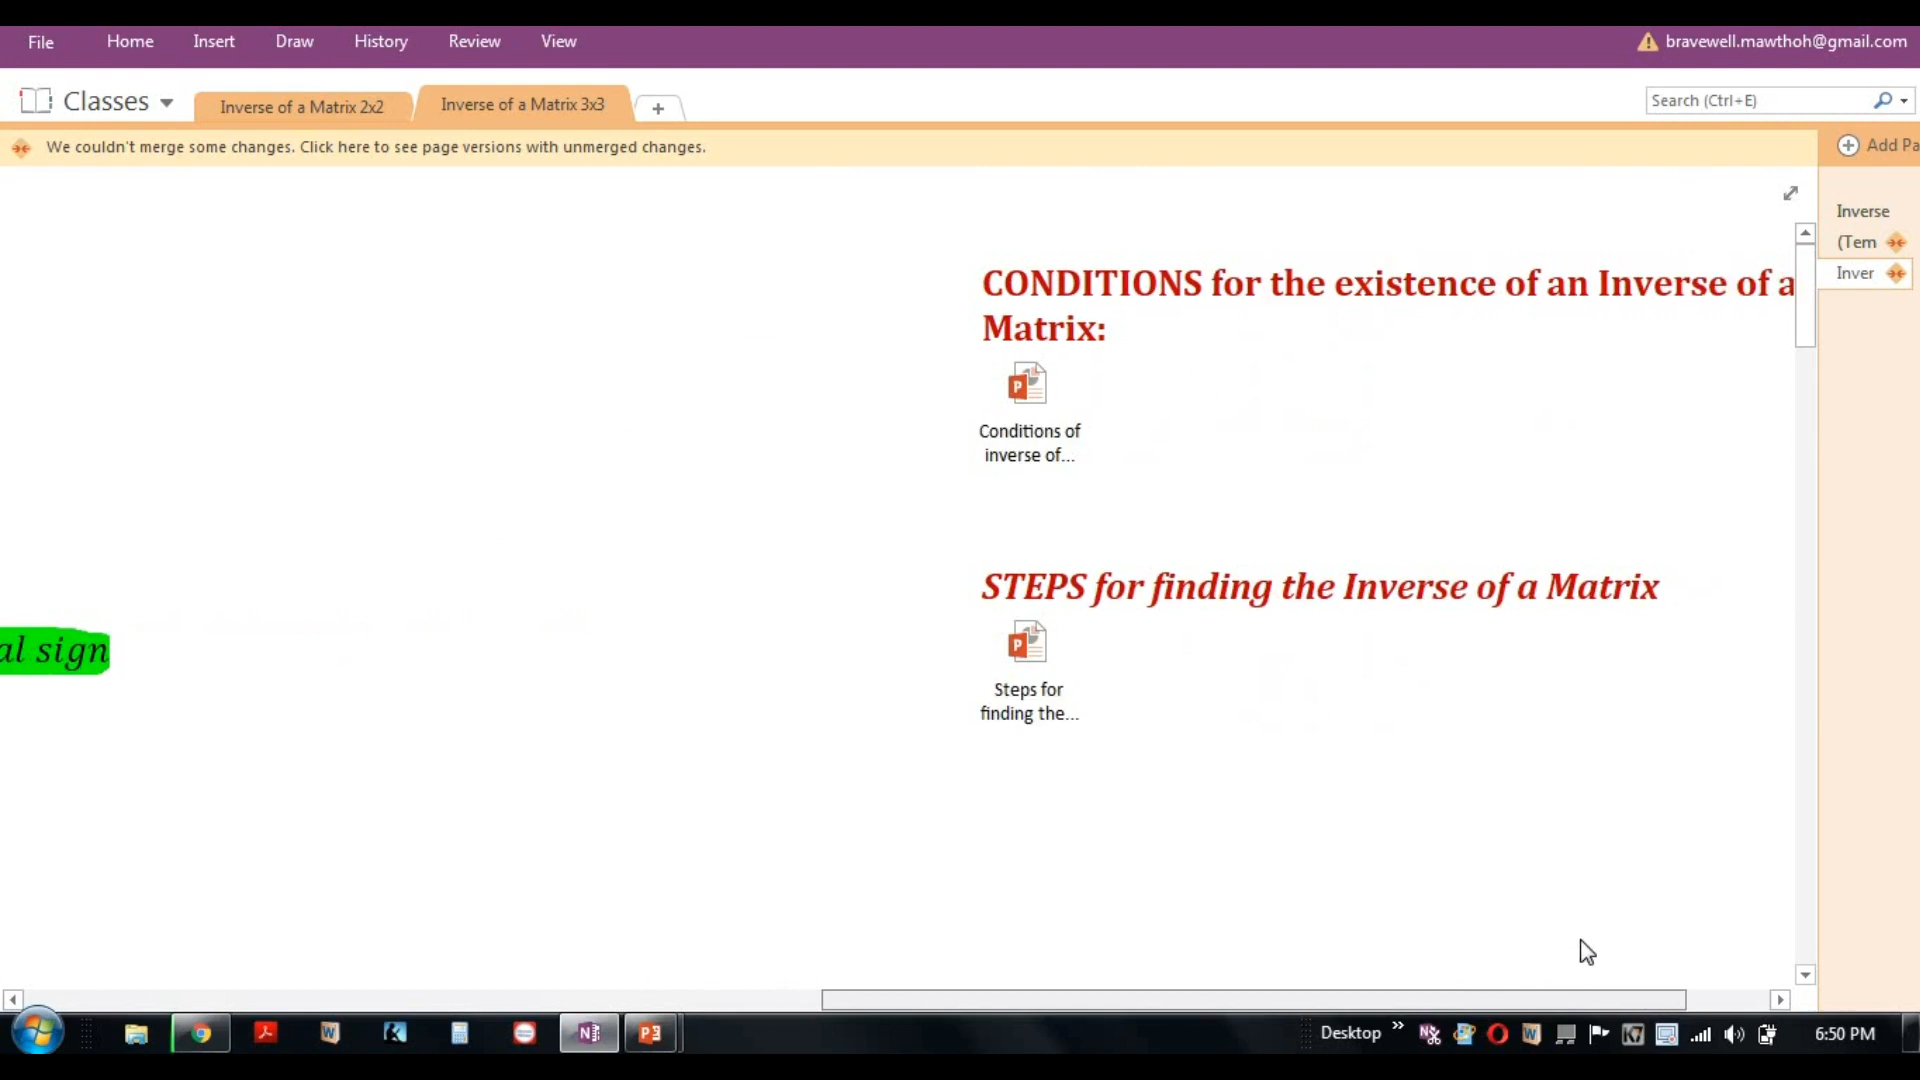 File Home Insert Draw History Review View bravewell.mawthoh@gmail.com
Classes Inverse of a Matrix 2x2 Inverse of a Matrix 3x3 Search (Ctrl+E)
We couldn't merge some changes. Click here to see page versions with unmerged changes. Add Pa
Inverse
(Tem
Inver
CONDITIONS for the existence of an Inverse of a
Matrix:
Conditions of
inverse of...
STEPS for finding the Inverse of a Matrix
al sign
Steps for
finding the...
Desktop 6:50 PM